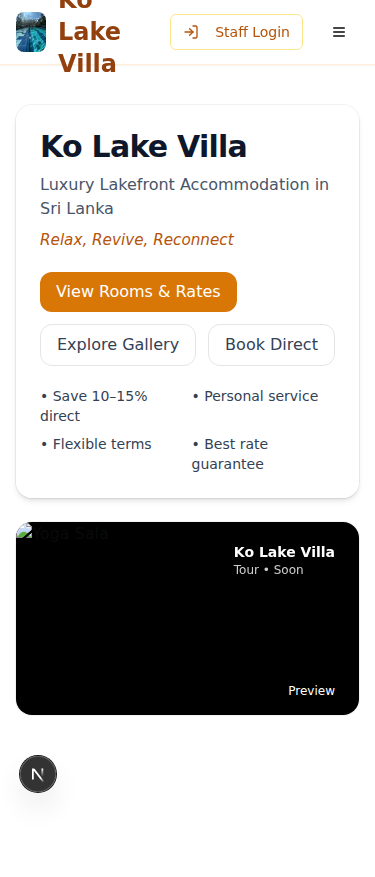 Ko
Lake
Villa
Staff Login
Ko Lake Villa
Luxury Lakefront Accommodation in
Sri Lanka
Relax, Revive, Reconnect
View Rooms & Rates
Explore Gallery
Book Direct
• Save 10–15%
direct
• Personal service
• Flexible terms
• Best rate
guarantee
Yoga Sala
Ko Lake Villa
Tour • Soon
Preview
N